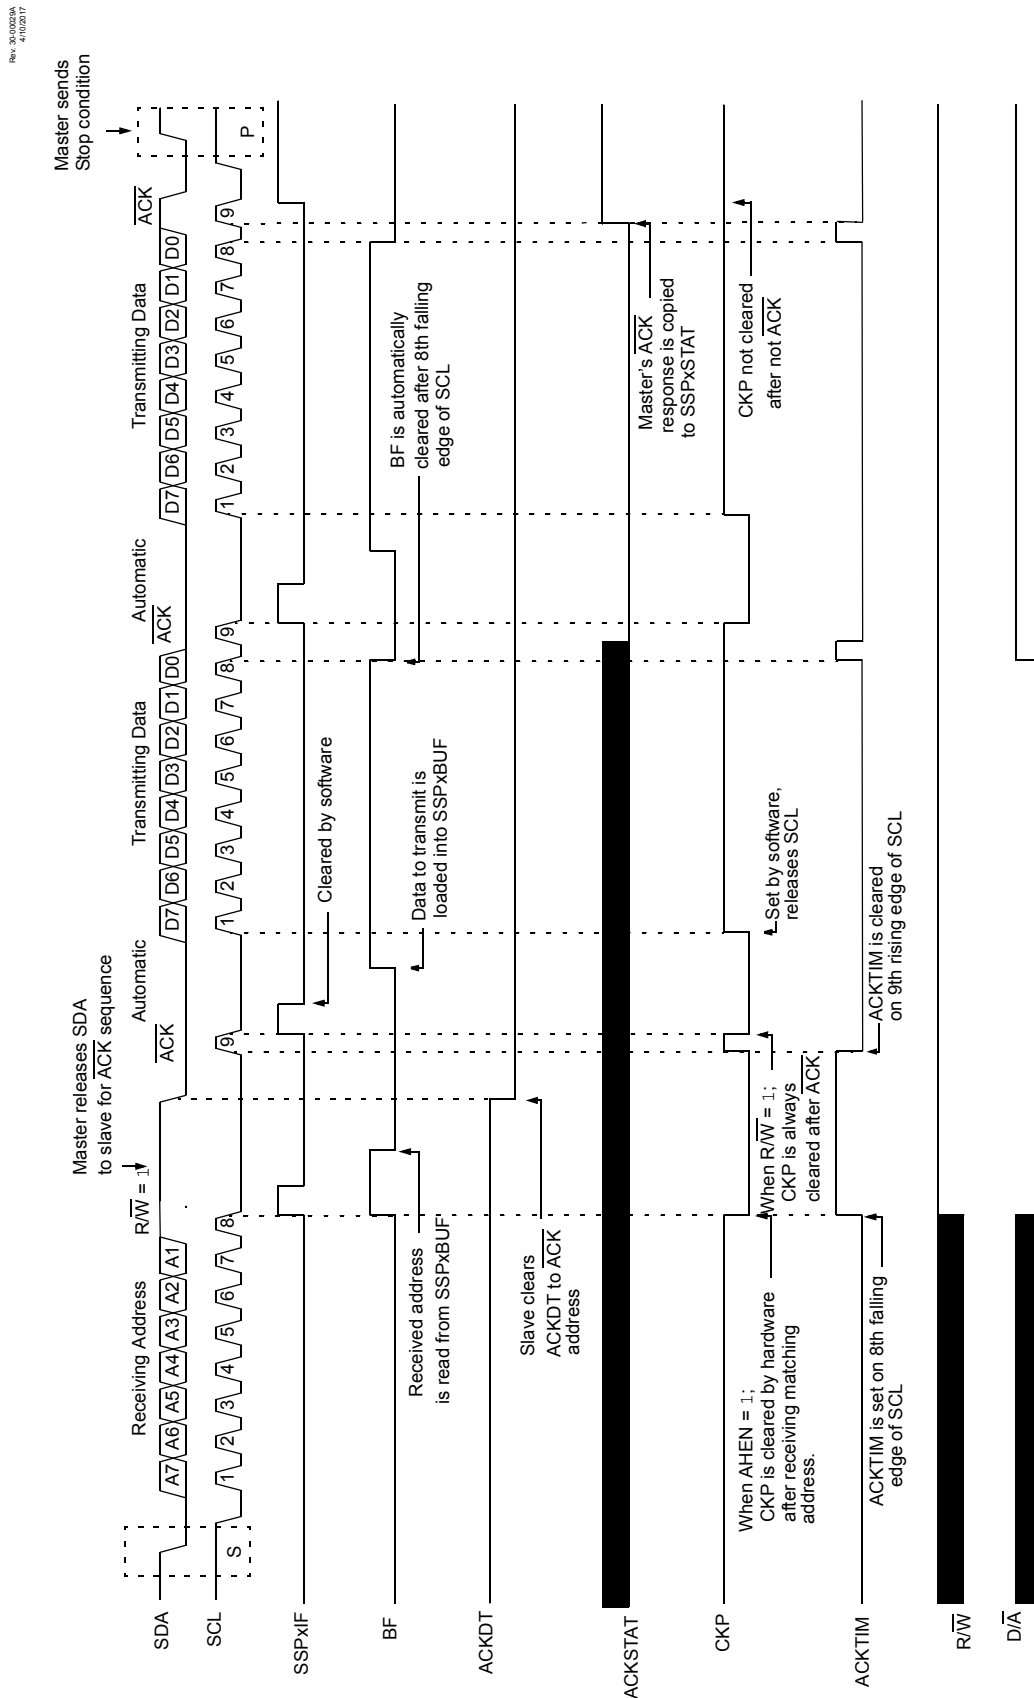 Rev. 30-000029A
4/10/2017
Master releases SDA
to slave for ACK sequence
Master sends
Stop condition
Receiving Address
R/W = 1
Automatic
ACK
Transmitting Data
Automatic
ACK
Transmitting Data
ACK
SDA
A7 A6 A5 A4 A3 A2 A1
D7 D6 D5 D4 D3 D2 D1 D0
D7 D6 D5 D4 D3 D2 D1 D0
SCL
S
1 2 3 4 5 6 7 8 9
1 2 3 4 5 6 7 8 9
1 2 3 4 5 6 7 8 9
P
SSPxIF
Cleared by software
BF
Received address
is read from SSPxBUF
Data to transmit is
loaded into SSPxBUF
BF is automatically
cleared after 8th falling
edge of SCL
ACKDT
Slave clears
ACKDT to ACK
address
ACKSTAT
Master's ACK
response is copied
to SSPxSTAT
CKP
When AHEN = 1;
CKP is cleared by hardware
after receiving matching
address.
When R/W = 1;
CKP is always
cleared after ACK
Set by software,
releases SCL
CKP not cleared
after not ACK
ACKTIM
ACKTIM is set on 8th falling
edge of SCL
ACKTIM is cleared
on 9th rising edge of SCL
R/W
D/A